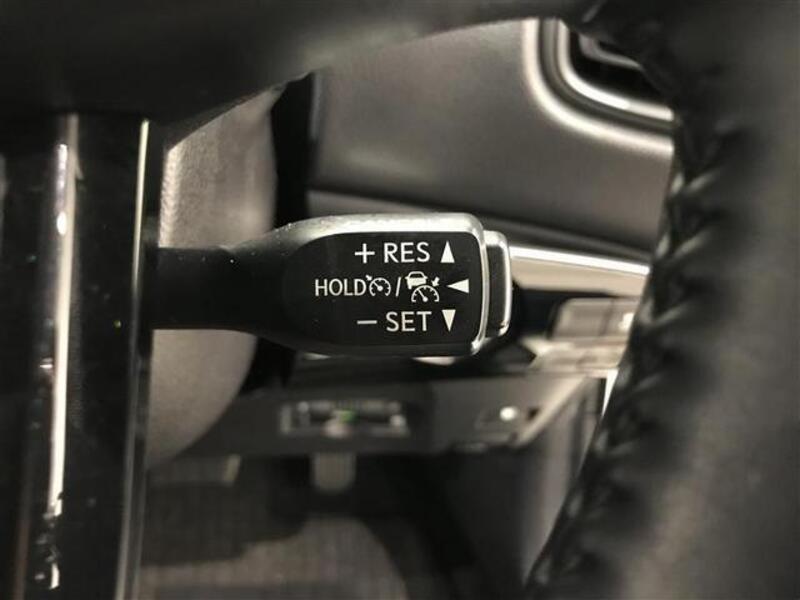 + RES ▲
HOLD / ◄
− SET ▼